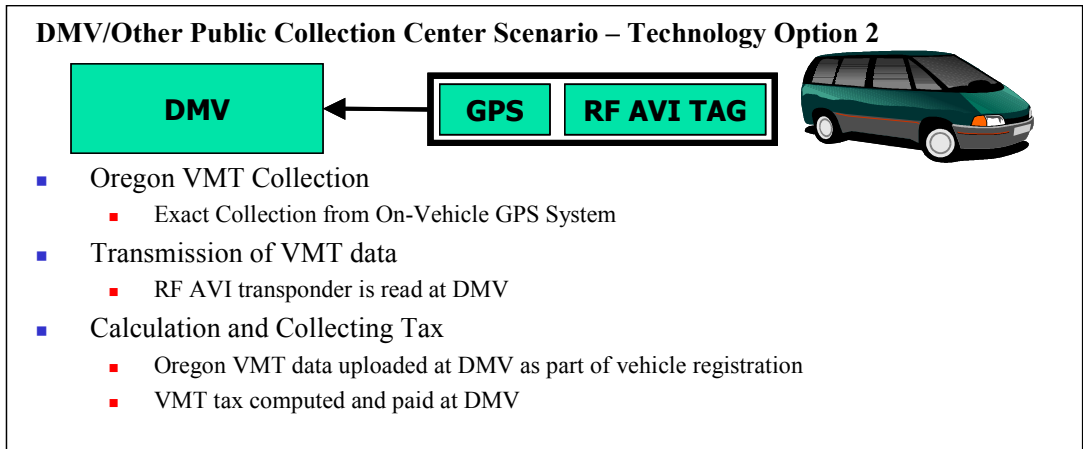 DMV/Other Public Collection Center Scenario – Technology Option 2
DMV
GPS
RF AVI TAG
Oregon VMT Collection
Exact Collection from On-Vehicle GPS System
Transmission of VMT data
RF AVI transponder is read at DMV
Calculation and Collecting Tax
Oregon VMT data uploaded at DMV as part of vehicle registration
VMT tax computed and paid at DMV